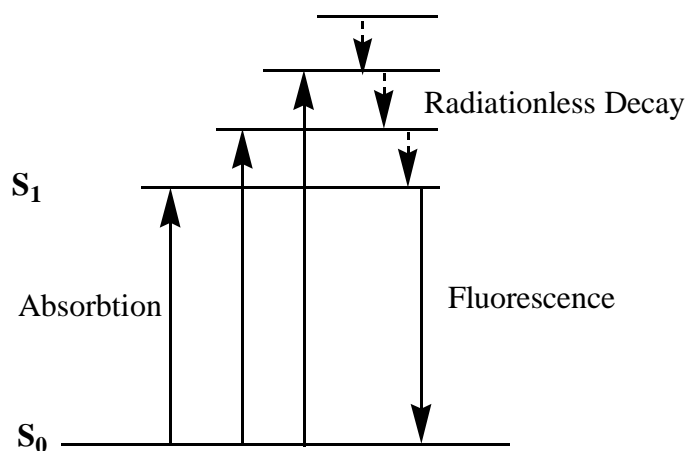 Radiationless Decay
S1
Absorbtion
Fluorescence
S0